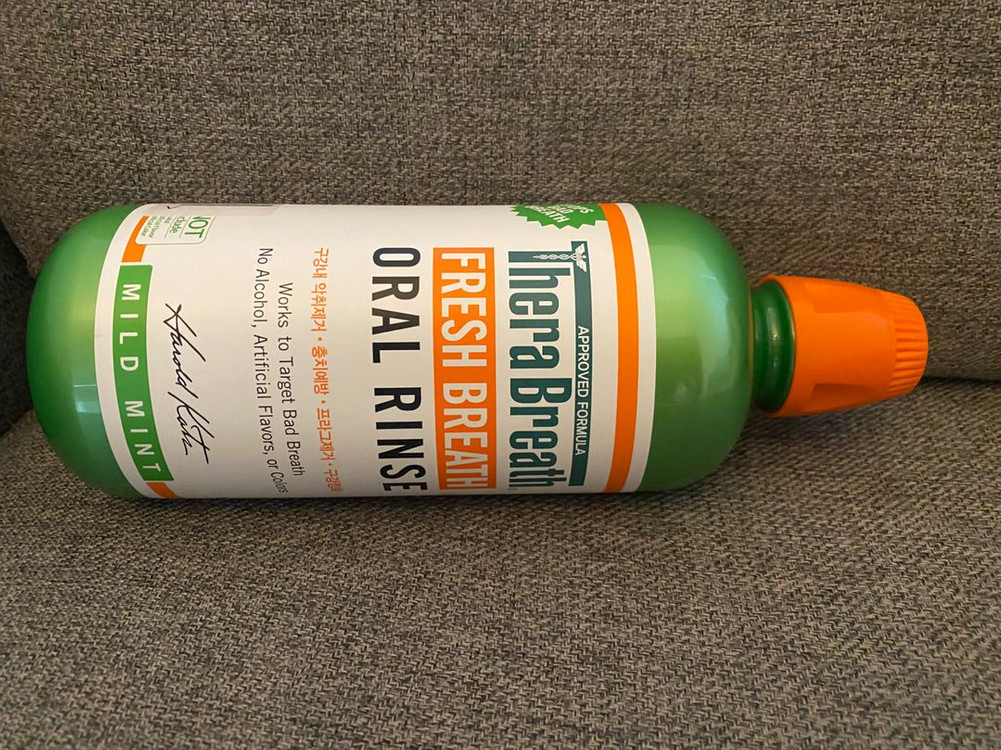 APPROVED FORMULA
TheraBreath
FRESH BREATH
ORAL RINSE
구강내 악취제거 • 충치예방 • 프라그제거 • 구강청
Works to Target Bad Breath
No Alcohol, Artificial Flavors, or Colors
Harold Katz
MILD MINT